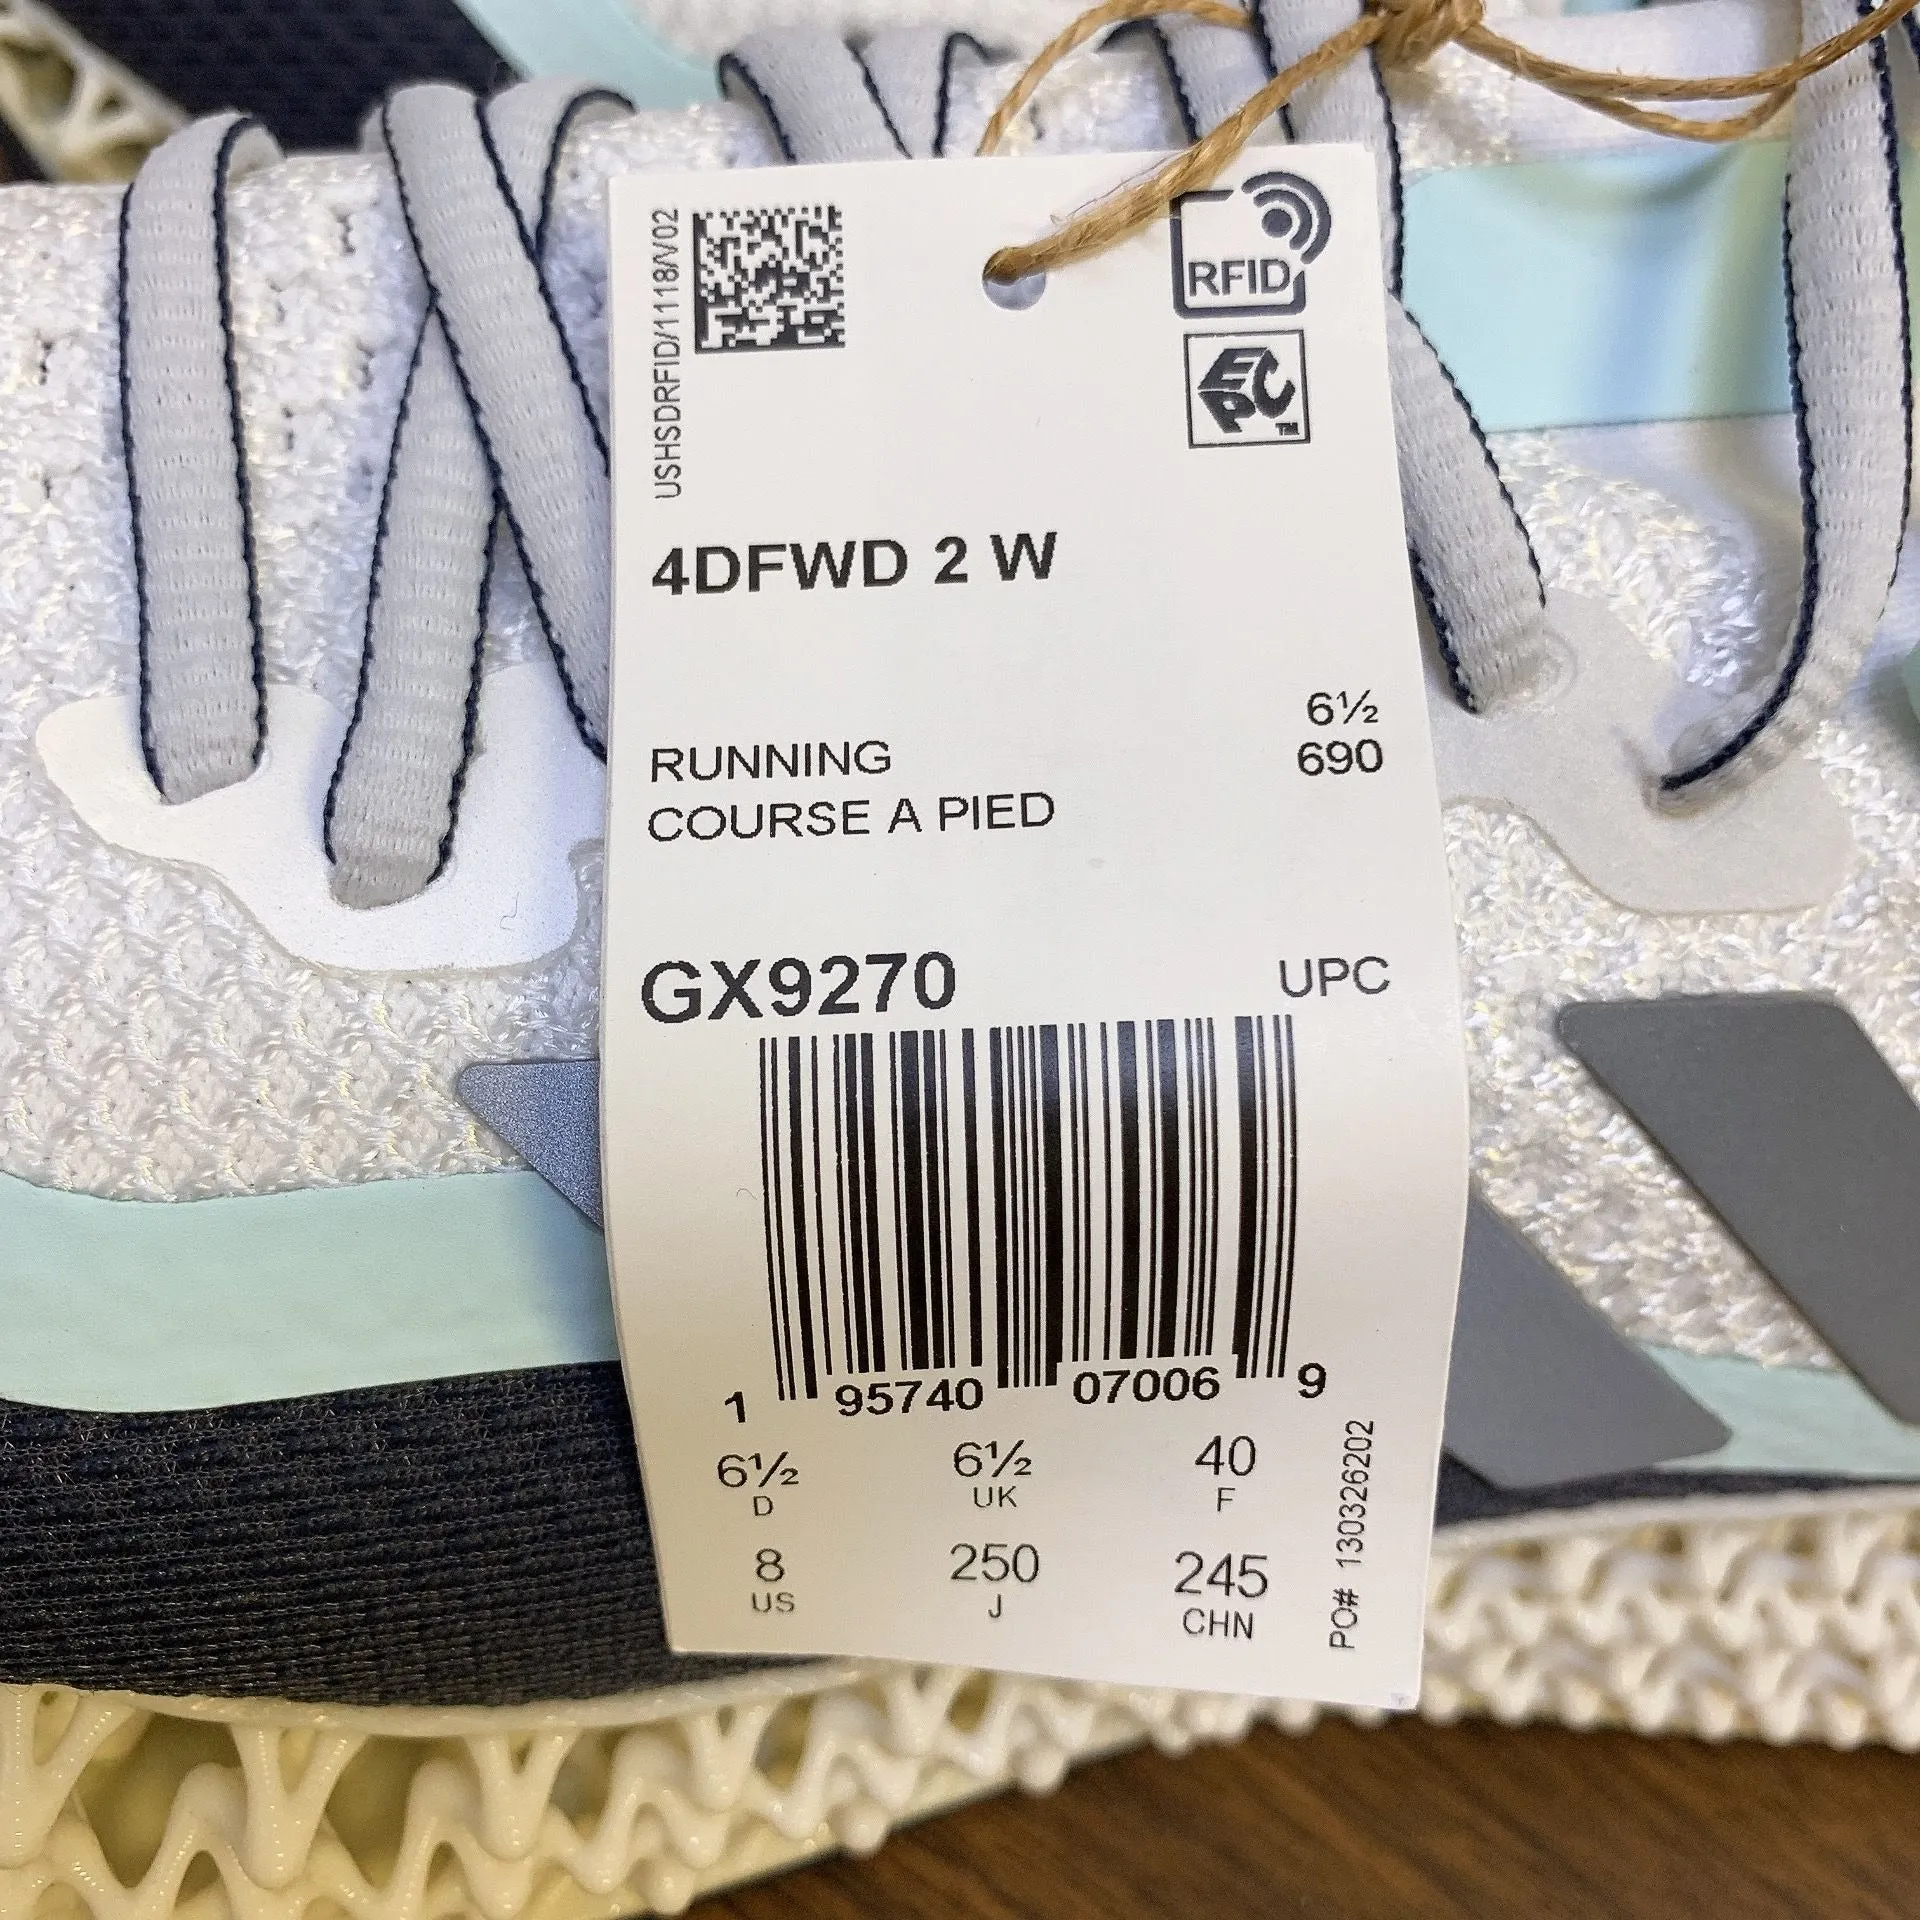 USHSDRFID/1118/V02
RFID
EPC™
4DFWD 2 W
6½
690
RUNNING
COURSE A PIED
GX9270
UPC
1 95740 07006 9
6½ 6½ 40
D UK F
8 250 245
US J CHN
PO# 130326202